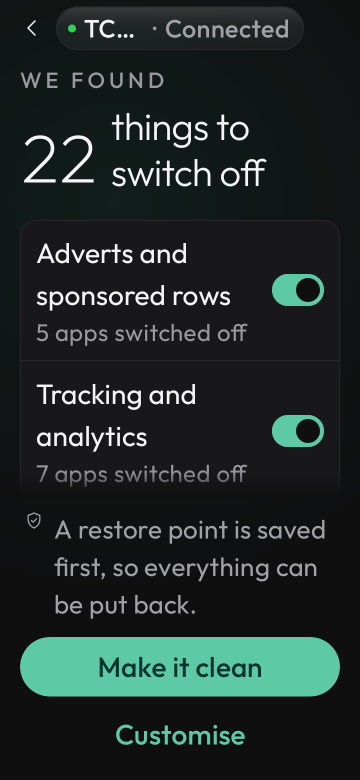 TC... · Connected
WE FOUND
22 things to
switch off
Adverts and
sponsored rows
5 apps switched off
Tracking and
analytics
7 apps switched off
A restore point is saved
first, so everything can
be put back.
Make it clean
Customise